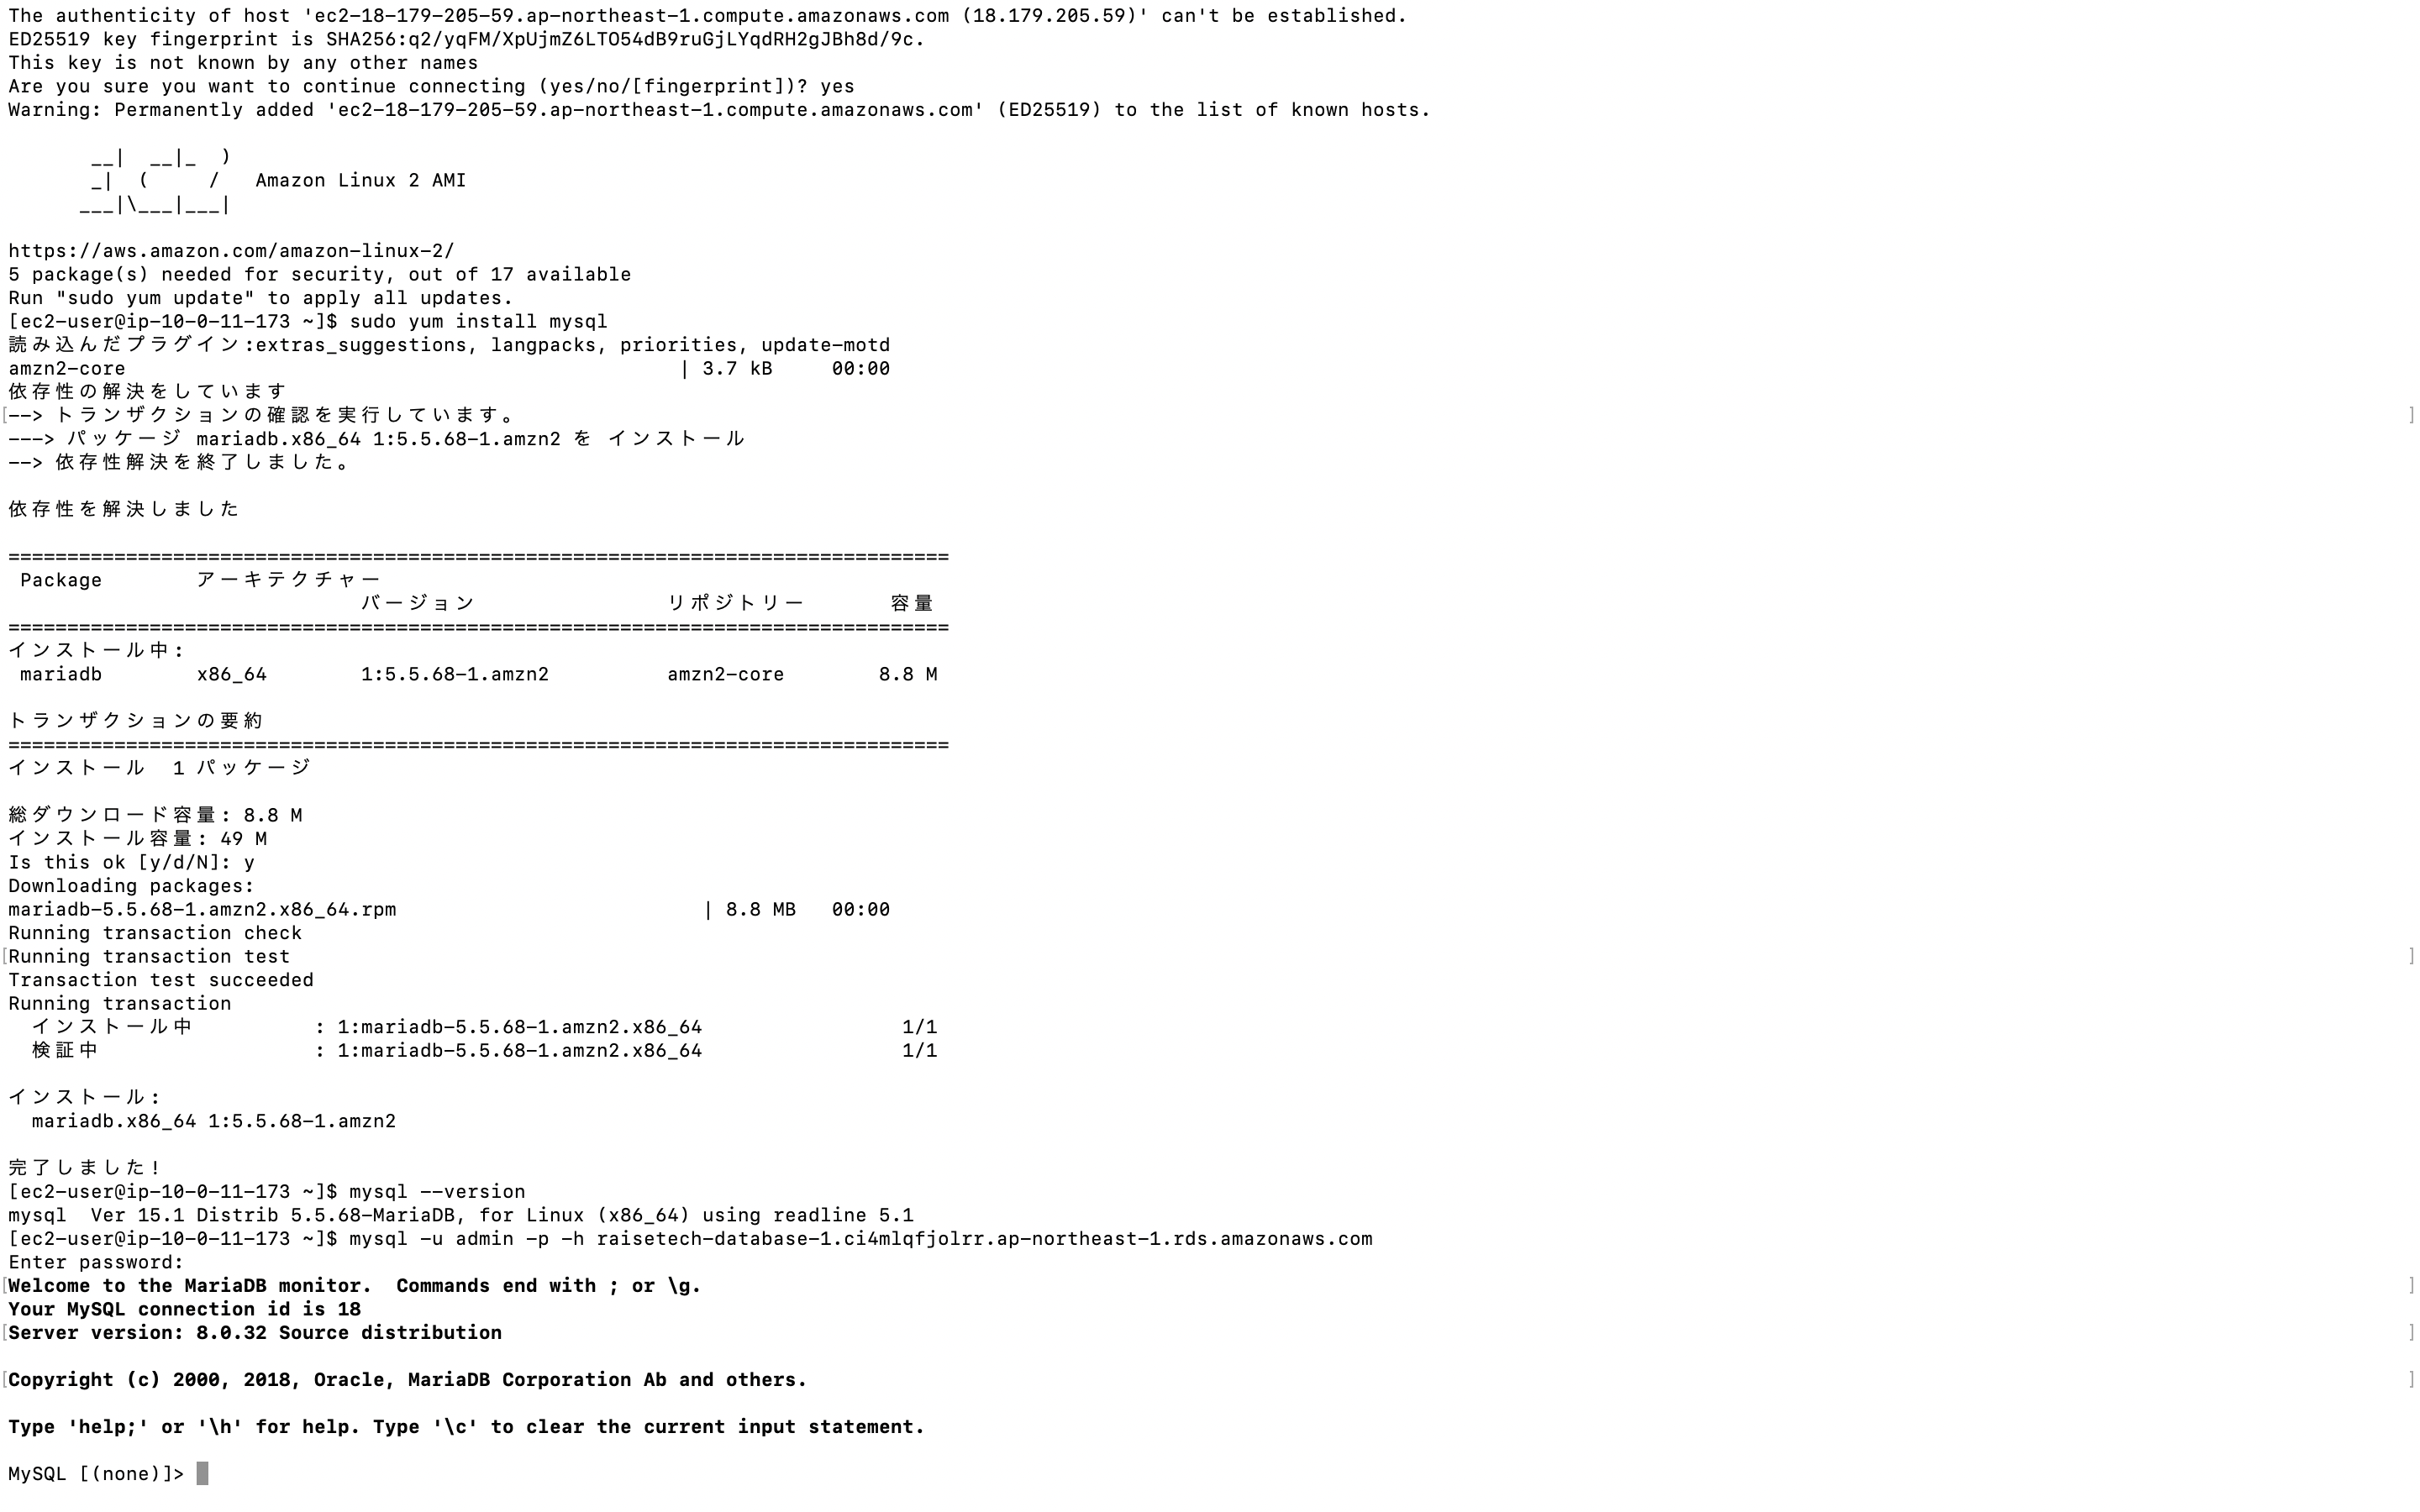 The authenticity of host 'ec2-18-179-205-59.ap-northeast-1.compute.amazonaws.com (18.179.205.59)' can't be established.
ED25519 key fingerprint is SHA256:q2/yqFM/XpUjmZ6LTO54dB9ruGjLYqdRH2gJBh8d/9c.
This key is not known by any other names
Are you sure you want to continue connecting (yes/no/[fingerprint])? yes
Warning: Permanently added 'ec2-18-179-205-59.ap-northeast-1.compute.amazonaws.com' (ED25519) to the list of known hosts.

       __|  __|_  )
       _|  (     /   Amazon Linux 2 AMI
      ___|\___|___|

https://aws.amazon.com/amazon-linux-2/
5 package(s) needed for security, out of 17 available
Run "sudo yum update" to apply all updates.
[ec2-user@ip-10-0-11-173 ~]$ sudo yum install mysql
読み込んだプラグイン:extras_suggestions, langpacks, priorities, update-motd
amzn2-core                                               | 3.7 kB     00:00
依存性の解決をしています
[--> トランザクションの確認を実行しています。 ]
---> パッケージ mariadb.x86_64 1:5.5.68-1.amzn2 を インストール
--> 依存性解決を終了しました。

依存性を解決しました

================================================================================
 Package        アーキテクチャー
                              バージョン                リポジトリー        容量
================================================================================
インストール中:
 mariadb        x86_64        1:5.5.68-1.amzn2          amzn2-core        8.8 M

トランザクションの要約
================================================================================
インストール  1 パッケージ

総ダウンロード容量: 8.8 M
インストール容量: 49 M
Is this ok [y/d/N]: y
Downloading packages:
mariadb-5.5.68-1.amzn2.x86_64.rpm                          | 8.8 MB   00:00
Running transaction check
[Running transaction test ]
Transaction test succeeded
Running transaction
  インストール中          : 1:mariadb-5.5.68-1.amzn2.x86_64                 1/1
  検証中                  : 1:mariadb-5.5.68-1.amzn2.x86_64                 1/1

インストール:
  mariadb.x86_64 1:5.5.68-1.amzn2

完了しました!
[ec2-user@ip-10-0-11-173 ~]$ mysql --version
mysql  Ver 15.1 Distrib 5.5.68-MariaDB, for Linux (x86_64) using readline 5.1
[ec2-user@ip-10-0-11-173 ~]$ mysql -u admin -p -h raisetech-database-1.ci4mlqfjolrr.ap-northeast-1.rds.amazonaws.com
Enter password:
[Welcome to the MariaDB monitor.  Commands end with ; or \g. ]
Your MySQL connection id is 18
[Server version: 8.0.32 Source distribution ]

[Copyright (c) 2000, 2018, Oracle, MariaDB Corporation Ab and others. ]

Type 'help;' or '\h' for help. Type '\c' to clear the current input statement.

MySQL [(none)]>